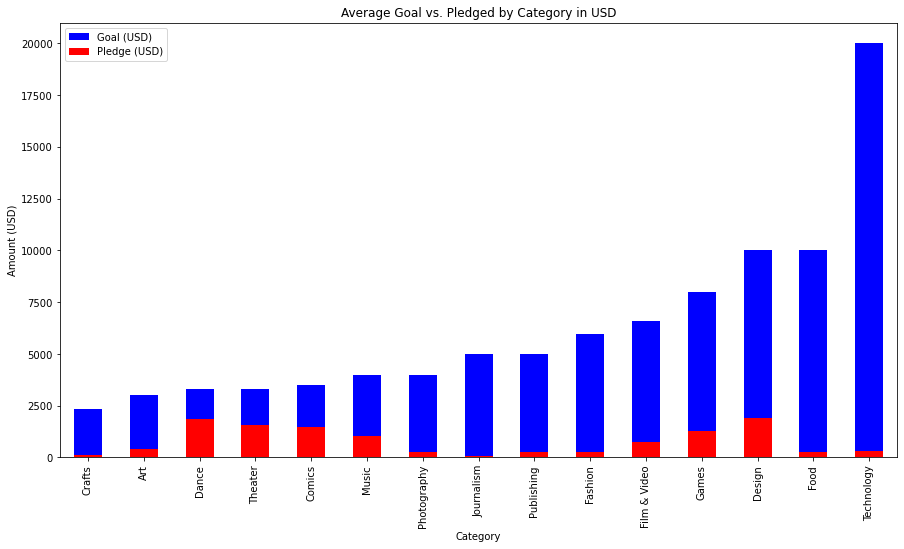 Average Goal vs. Pledged by Category in USD
Goal (USD)
Pledge (USD)
20000
17500
15000
12500
10000
7500
5000
2500
0
Amount (USD)
Crafts
Art
Dance
Theater
Comics
Music
Photography
Journalism
Publishing
Fashion
Film & Video
Games
Design
Food
Technology
Category